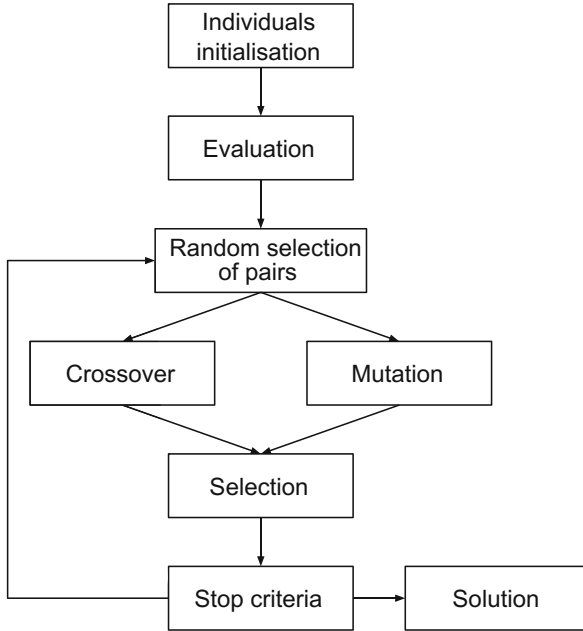 Individuals
initialisation
Evaluation
Random selection
of pairs
Crossover
Mutation
Selection
Stop criteria
Solution